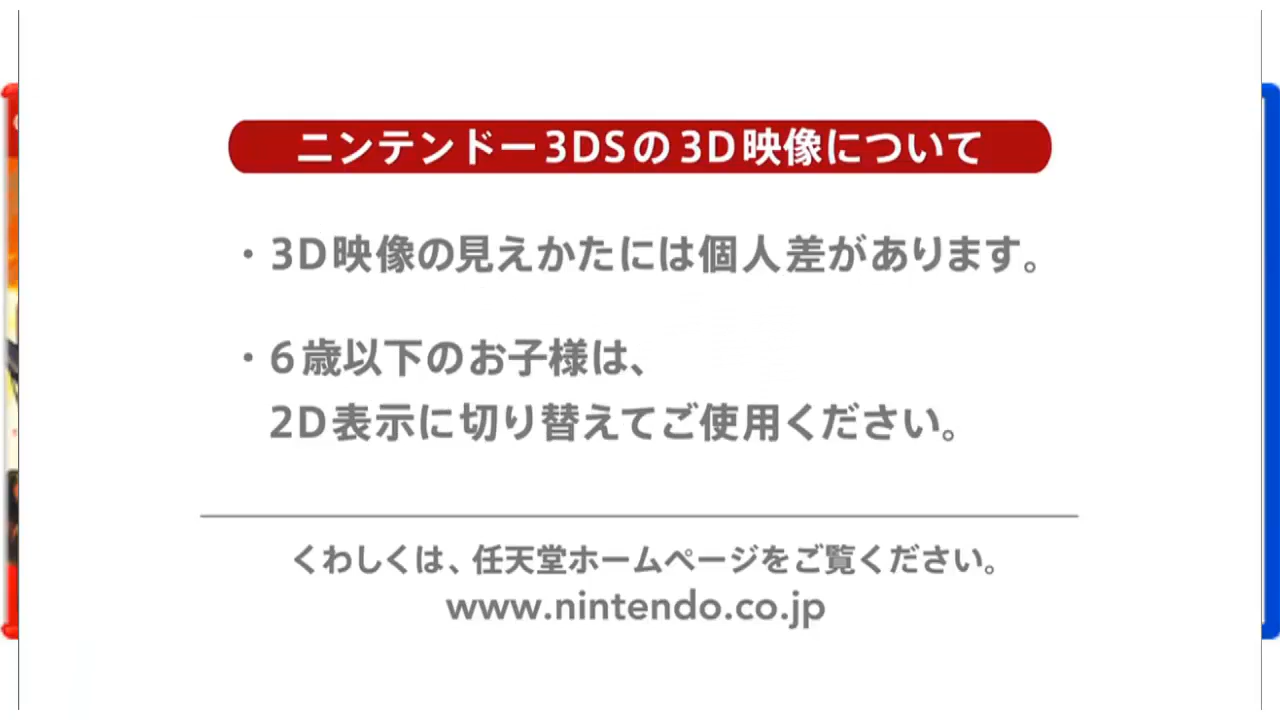 ニンテンドー3DSの3D映像について
・3D映像の見えかたには個人差があります。
・6歳以下のお子様は、
2D表示に切り替えてご使用ください。
くわしくは、任天堂ホームページをご覧ください。
www.nintendo.co.jp